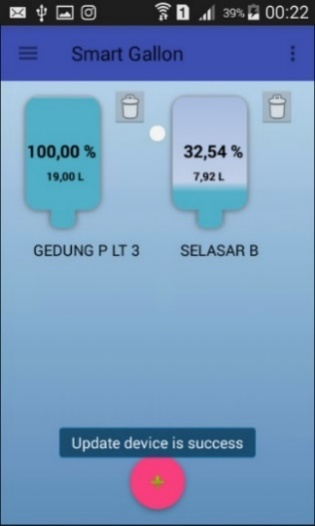 1 39% 00:22
Smart Gallon
100,00 %
19,00 L
32,54 %
7,92 L
GEDUNG P LT 3
SELASAR B
Update device is success
+